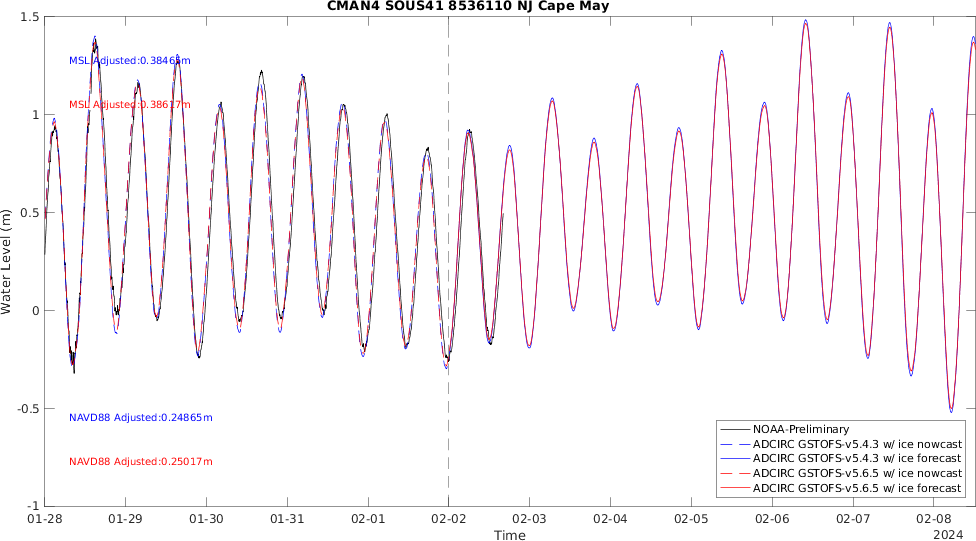 CMAN4 SOUS41 8536110 NJ Cape May
1.5
1
0.5
0
-0.5
-1
Water Level (m)
MSL Adjusted:0.38465m
MSL Adjusted:0.38617m
NAVD88 Adjusted:0.24865m
NAVD88 Adjusted:0.25017m
NOAA-Preliminary
ADCIRC GSTOFS-v5.4.3 w/ ice nowcast
ADCIRC GSTOFS-v5.4.3 w/ ice forecast
ADCIRC GSTOFS-v5.6.5 w/ ice nowcast
ADCIRC GSTOFS-v5.6.5 w/ ice forecast
01-28 01-29 01-30 01-31 02-01 02-02 02-03 02-04 02-05 02-06 02-07 02-08
Time
2024